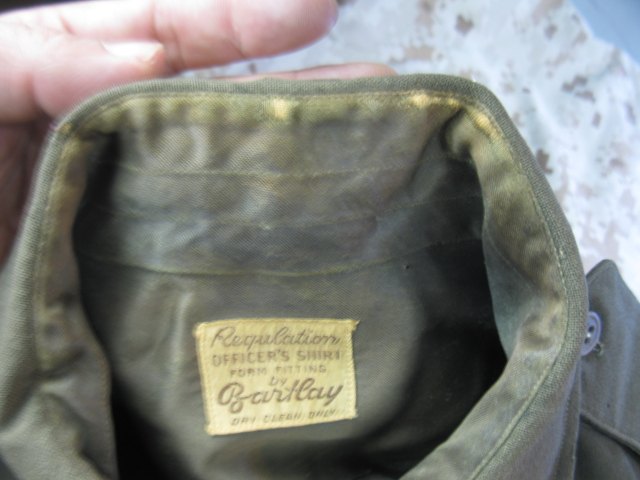 Regulation
OFFICER'S SHIRT
FORM FITTING
by
Bartlay
DRY CLEAN ONLY